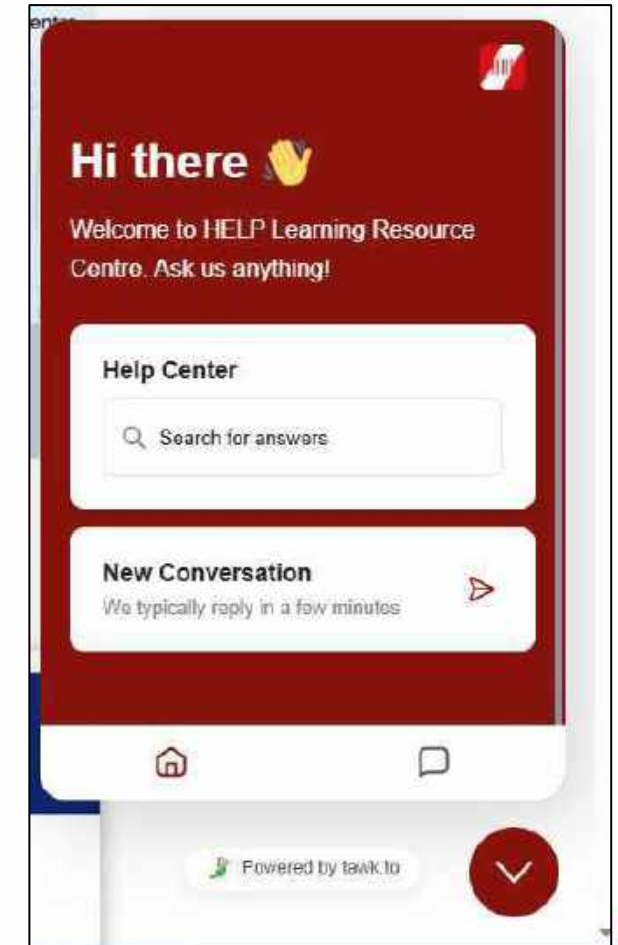 Hi there 👋
Welcome to HELP Learning Resource
Centre. Ask us anything!
Help Center
Search for answers
New Conversation
We typically reply in a few minutes
Powered by tawk.to